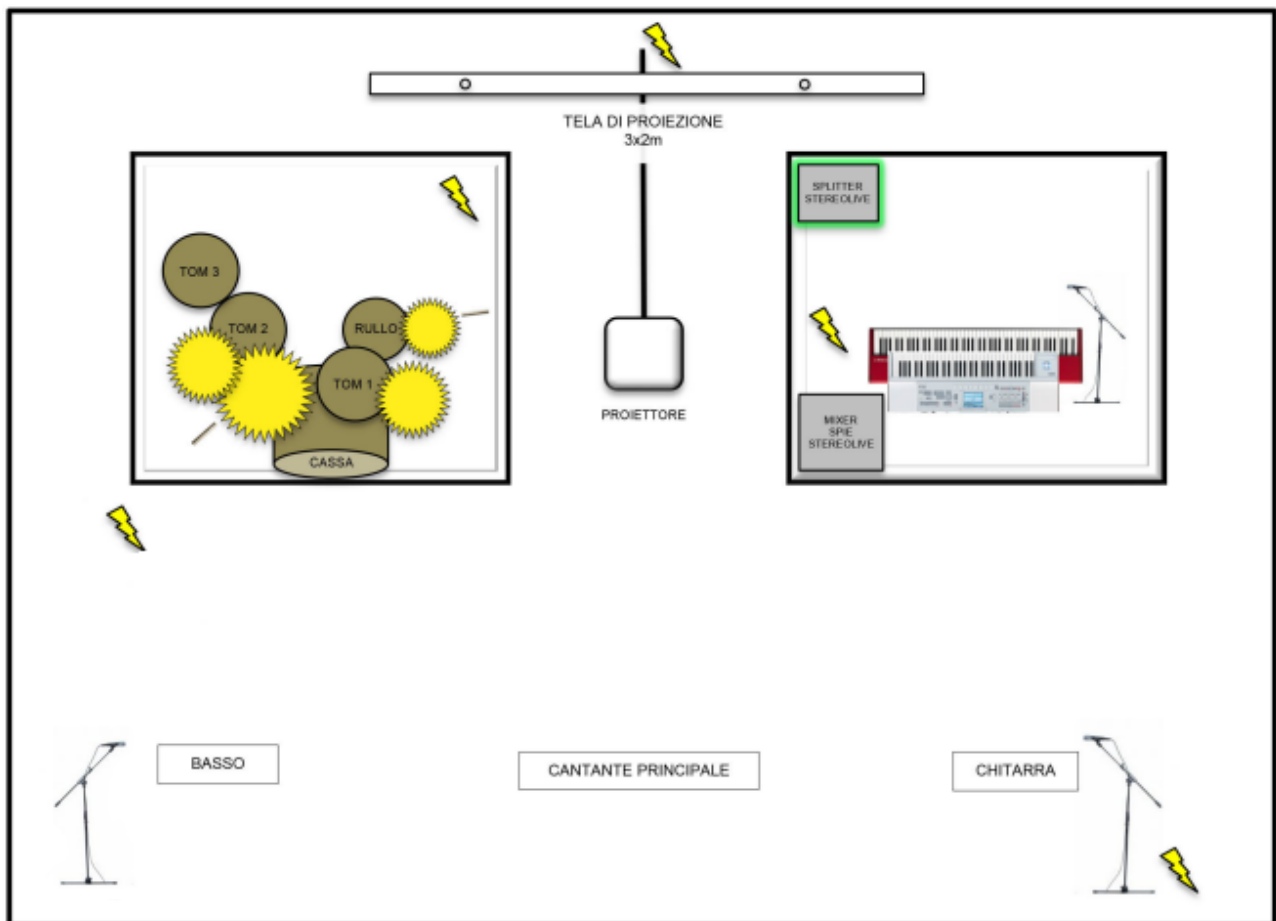 TELA DI PROIEZIONE
3x2m
SPLITTER
STEREOLIVE
TOM 3
TOM 2
RULLO
TOM 1
CASSA
PROIETTORE
MIXER
SPIE
STEREOLIVE
BASSO
CANTANTE PRINCIPALE
CHITARRA